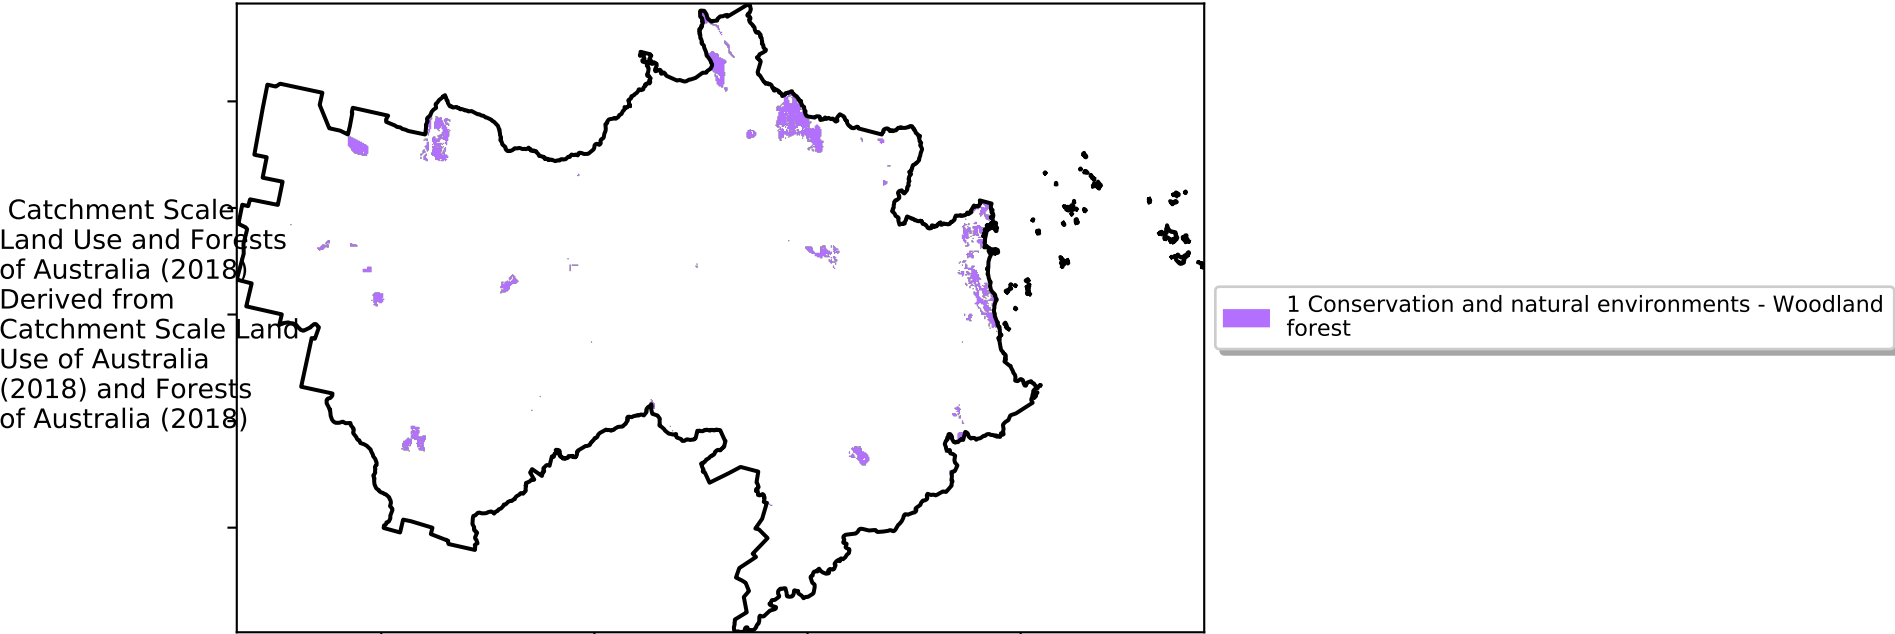 Catchment Scale
Land Use and Forests
of Australia (2018)
Derived from
Catchment Scale Land
Use of Australia
(2018) and Forests
of Australia (2018)
1 Conservation and natural environments - Woodland
forest